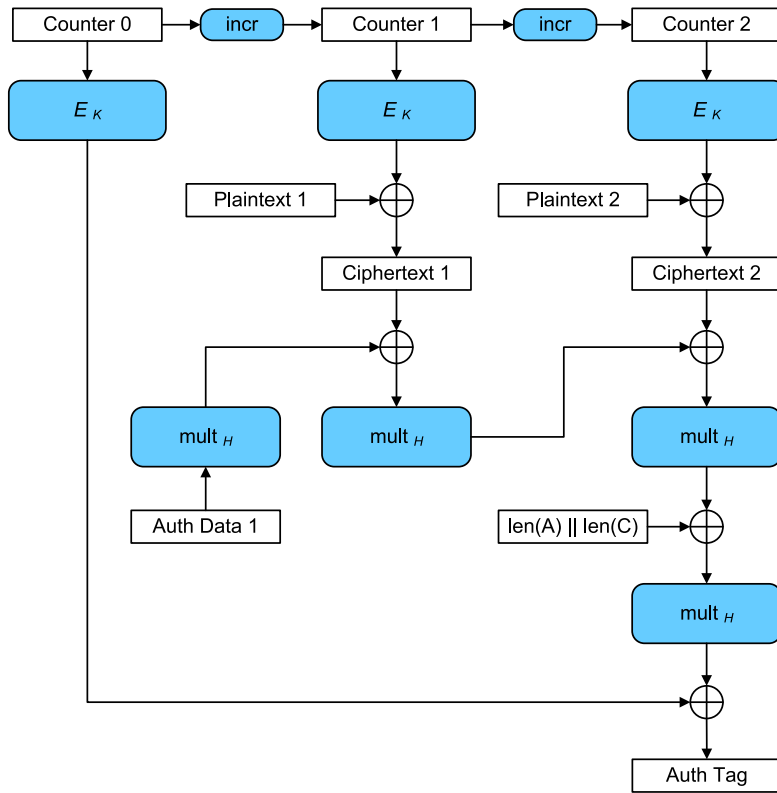 Counter 0
incr
Counter 1
incr
Counter 2
E K
E K
E K
Plaintext 1
Plaintext 2
Ciphertext 1
Ciphertext 2
mult H
mult H
mult H
Auth Data 1
len(A) || len(C)
mult H
Auth Tag